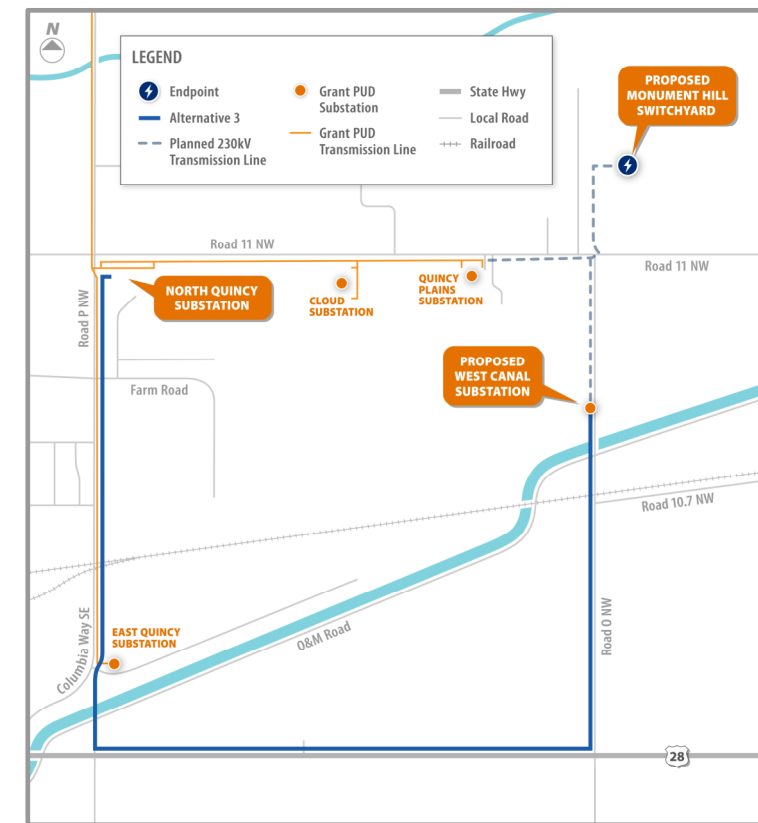 N
LEGEND
Endpoint
Alternative 3
Planned 230kV
Transmission Line
Grant PUD
Substation
Grant PUD
Transmission Line
State Hwy
Local Road
Railroad
PROPOSED
MONUMENT HILL
SWITCHYARD
Road 11 NW
Road 11 NW
NORTH QUINCY
SUBSTATION
CLOUD
SUBSTATION
QUINCY
PLAINS
SUBSTATION
Road P NW
PROPOSED
WEST CANAL
SUBSTATION
Farm Road
Road 10.7 NW
EAST QUINCY
SUBSTATION
Columbia Way SE
O&M Road
Road O NW
28